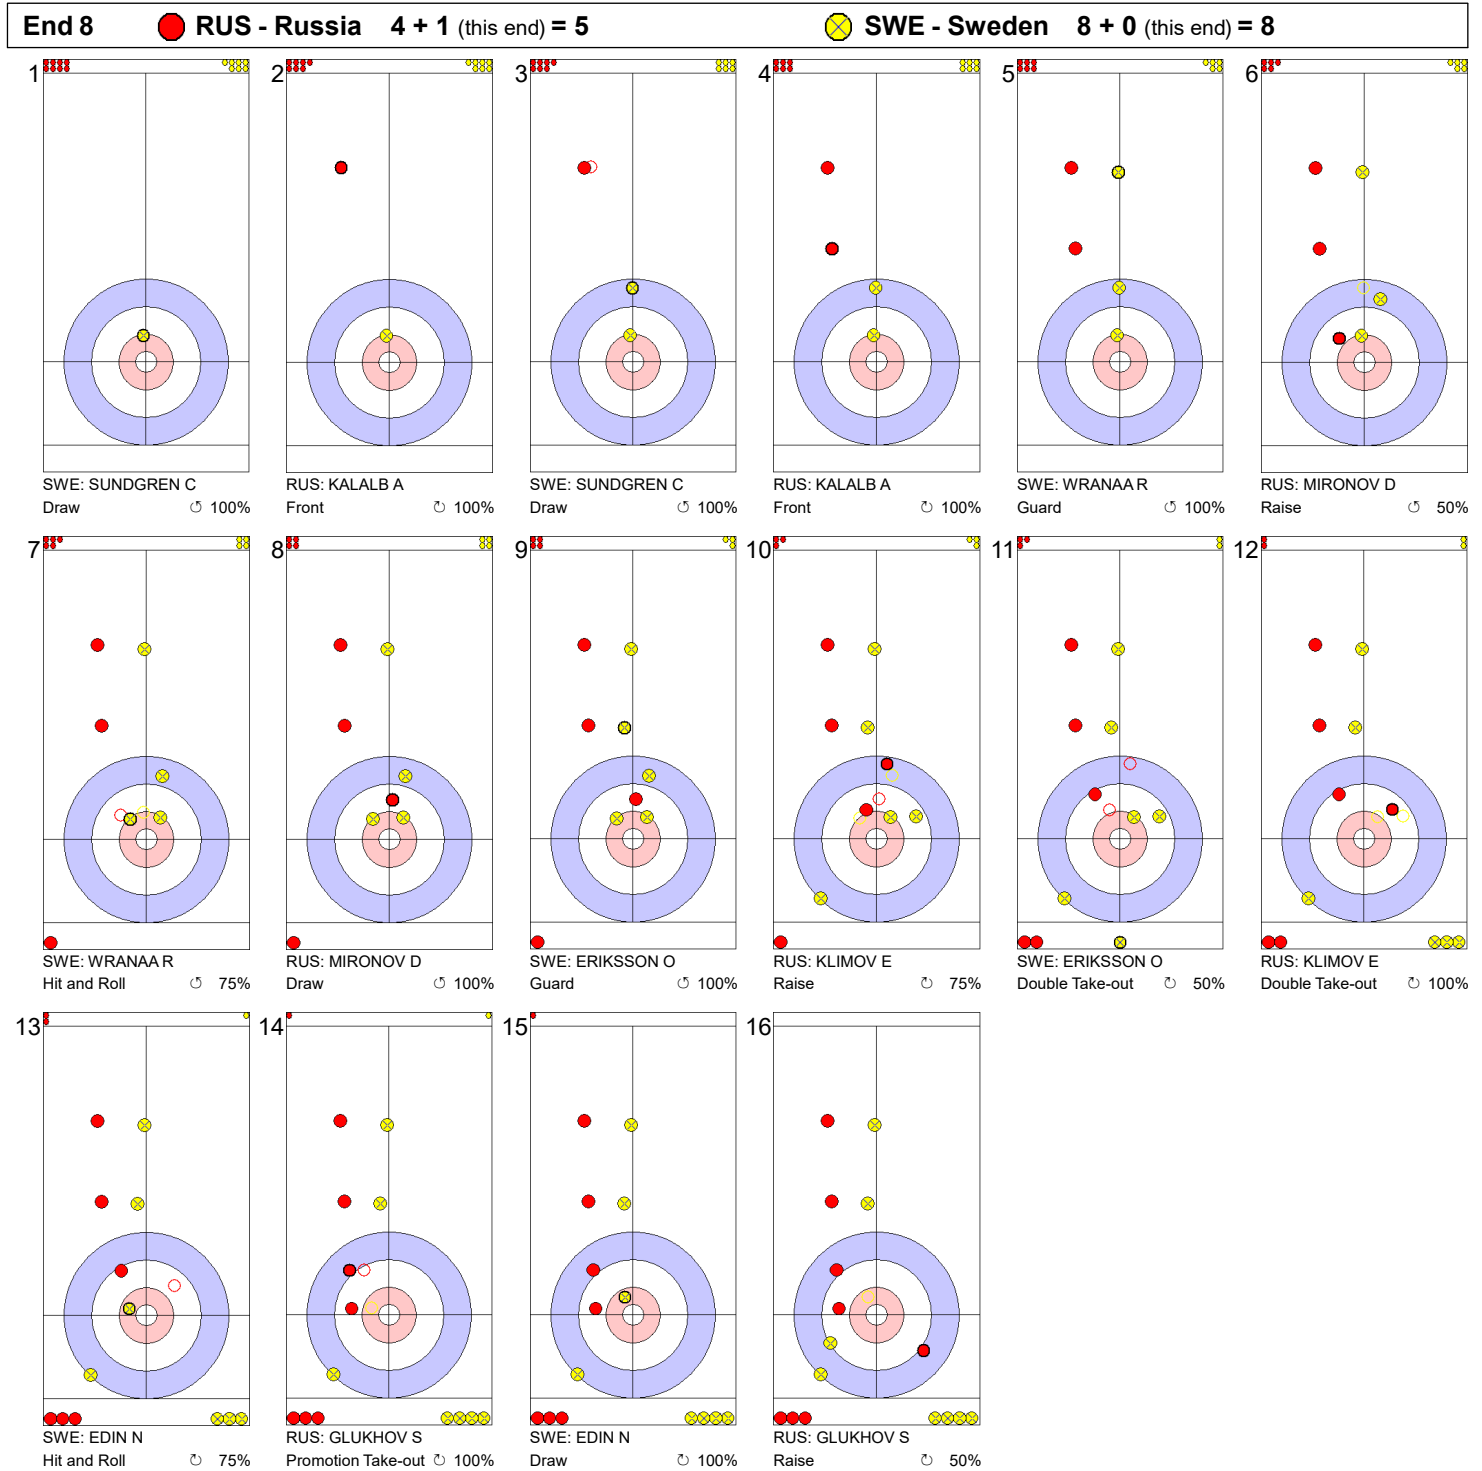 End 8 RUS - Russia 4 + 1 (this end) = 5 SWE - Sweden 8 + 0 (this end) = 8
1 2 3 4 5 6
SWE: SUNDGREN C RUS: KALALB A SWE: SUNDGREN C RUS: KALALB A SWE: WRANAA R RUS: MIRONOV D
Draw ↺ 100% Front ↻ 100% Draw ↺ 100% Front ↻ 100% Guard ↺ 100% Raise ↺ 50%
7 8 9 10 11 12
SWE: WRANAA R RUS: MIRONOV D SWE: ERIKSSON O RUS: KLIMOV E SWE: ERIKSSON O RUS: KLIMOV E
Hit and Roll ↺ 75% Draw ↺ 100% Guard ↺ 100% Raise ↻ 75% Double Take-out ↻ 50% Double Take-out ↻ 100%
13 14 15 16
SWE: EDIN N RUS: GLUKHOV S SWE: EDIN N RUS: GLUKHOV S
Hit and Roll ↻ 75% Promotion Take-out ↻ 100% Draw ↻ 100% Raise ↻ 50%